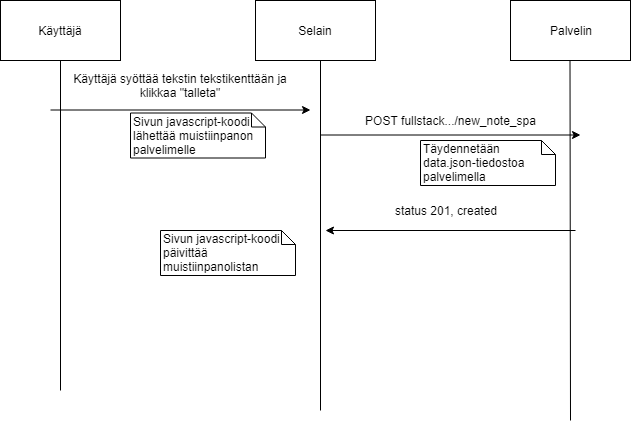 Käyttäjä
Selain
Palvelin
Käyttäjä syöttää tekstin tekstikenttään ja
klikkaa "talleta"
Sivun javascript-koodi
lähettää muistiinpanon
palvelimelle
POST fullstack.../new_note_spa
Täydennetään
data.json-tiedostoa
palvelimella
status 201, created
Sivun javascript-koodi
päivittää
muistiinpanolistan